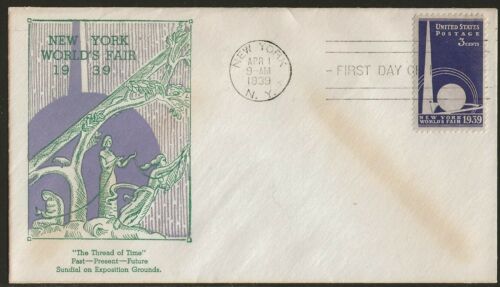 NEW YORK
WORLD'S FAIR
19 39
"The Thread of Time"
Past—Present—Future
Sundial on Exposition Grounds.
NEW YORK
APR 1
9-AM
1939
N. Y.
FIRST DAY O
UNITED STATES
POSTAGE
3 CENTS
NEW YORK
WORLD'S FAIR 1939